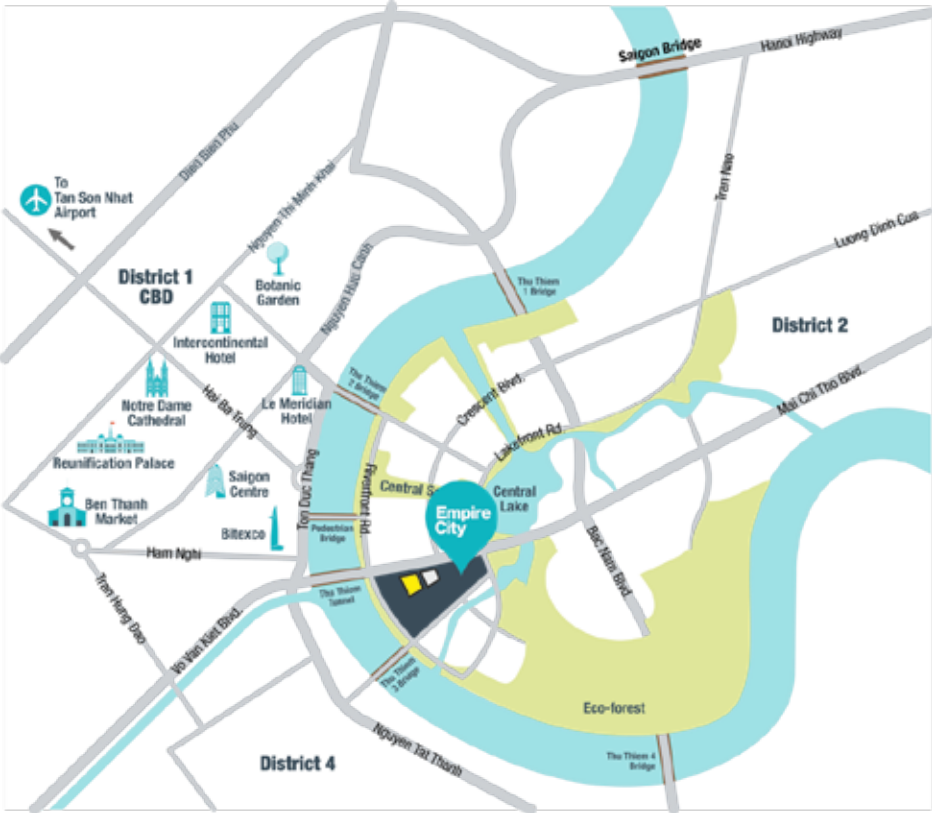 Saigon Bridge
Hanoi Highway
Dien Bien Phu
To
Tan Son Nhat
Airport
Nguyen Thi Minh Khai
Tran Nao
Luong Dinh Cua
District 1
CBD
Botanic
Garden
Nguyen Huu Canh
Thu Thiem
1 Bridge
District 2
Intercontinental
Hotel
Thu Thiem
2 Bridge
Crescent Blvd.
Mai Chi Tho Blvd.
Notre Dame
Cathedral
Hai Ba Trung
Le Meridian
Hotel
Lakefront Rd.
Reunification Palace
Saigon
Centre
Ton Duc Thang
Riverfront Rd.
Central
Central
Lake
Ben Thanh
Market
Bitexco
Pedestrian
Bridge
Empire
City
Ham Nghi
Bac Nam Blvd.
Tran Hung Dao
Thu Thiem
Tunnel
Vo Van Kiet Blvd.
Thu Thiem
3 Bridge
Eco-forest
Nguyen Tat Thanh
Thu Thiem 4
Bridge
District 4